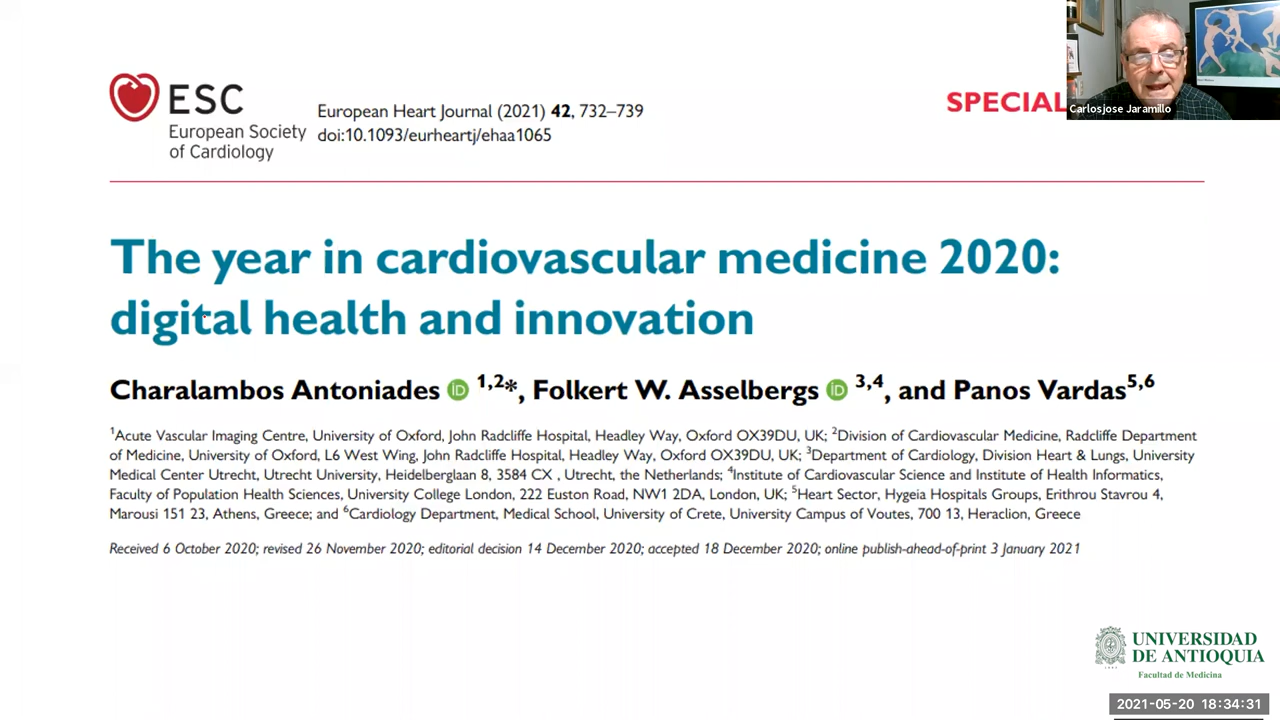 ESC
European Society
of Cardiology
European Heart Journal (2021) 42, 732–739
doi:10.1093/eurheartj/ehaa1065
SPECIAL
Carlosjose Jaramillo
The year in cardiovascular medicine 2020:
digital health and innovation
Charalambos Antoniades iD 1,2*, Folkert W. Asselbergs iD 3,4, and Panos Vardas5,6
1Acute Vascular Imaging Centre, University of Oxford, John Radcliffe Hospital, Headley Way, Oxford OX39DU, UK; 2Division of Cardiovascular Medicine, Radcliffe Department
of Medicine, University of Oxford, L6 West Wing, John Radcliffe Hospital, Headley Way, Oxford OX39DU, UK; 3Department of Cardiology, Division Heart & Lungs, University
Medical Center Utrecht, Utrecht University, Heidelberglaan 8, 3584 CX , Utrecht, the Netherlands; 4Institute of Cardiovascular Science and Institute of Health Informatics,
Faculty of Population Health Sciences, University College London, 222 Euston Road, NW1 2DA, London, UK; 5Heart Sector, Hygeia Hospitals Groups, Erithrou Stavrou 4,
Marousi 151 23, Athens, Greece; and 6Cardiology Department, Medical School, University of Crete, University Campus of Voutes, 700 13, Heraclion, Greece
Received 6 October 2020; revised 26 November 2020; editorial decision 14 December 2020; accepted 18 December 2020; online publish-ahead-of-print 3 January 2021
UNIVERSIDAD
DE ANTIOQUIA
Facultad de Medicina
2021-05-20 18:34:31